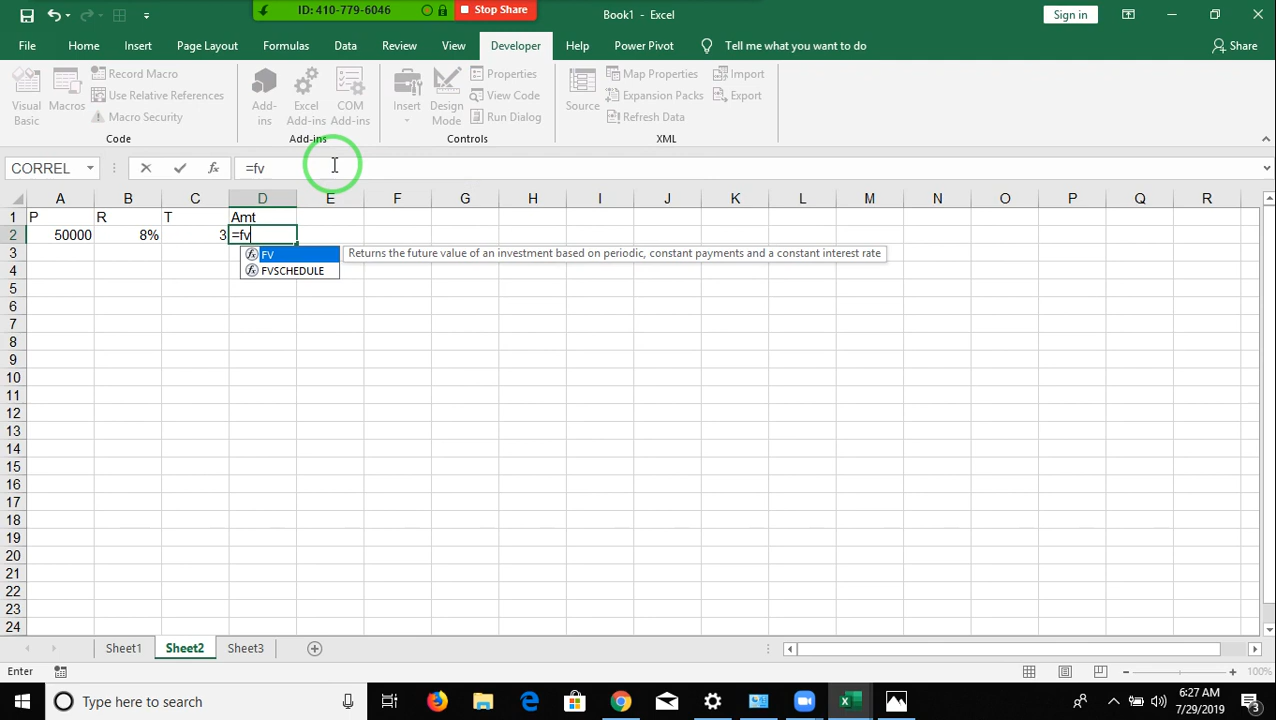 ID: 410-779-6046
Stop Share
Book1 - Excel
Sign in
File Home Insert Page Layout Formulas Data Review View Developer Help Power Pivot Tell me what you want to do Share
Visual Basic
Macros
Record Macro
Use Relative References
Macro Security
Code
Add-ins
Excel Add-ins
COM Add-ins
Add-ins
Insert
Design Mode
Properties
View Code
Run Dialog
Controls
Source
Map Properties
Expansion Packs
Refresh Data
Import
Export
XML
CORREL fx =fv
A B C D E F G H I J K L M N O P Q R
1 P R T Amt
2 50000 8% 3 =fv
3 fx FV Returns the future value of an investment based on periodic, constant payments and a constant interest rate
4 fx FVSCHEDULE
5
6
7
8
9
10
11
12
13
14
15
16
17
18
19
20
21
22
23
24
Sheet1 Sheet2 Sheet3
Enter 100%
Type here to search
6:27 AM
7/29/2019
3